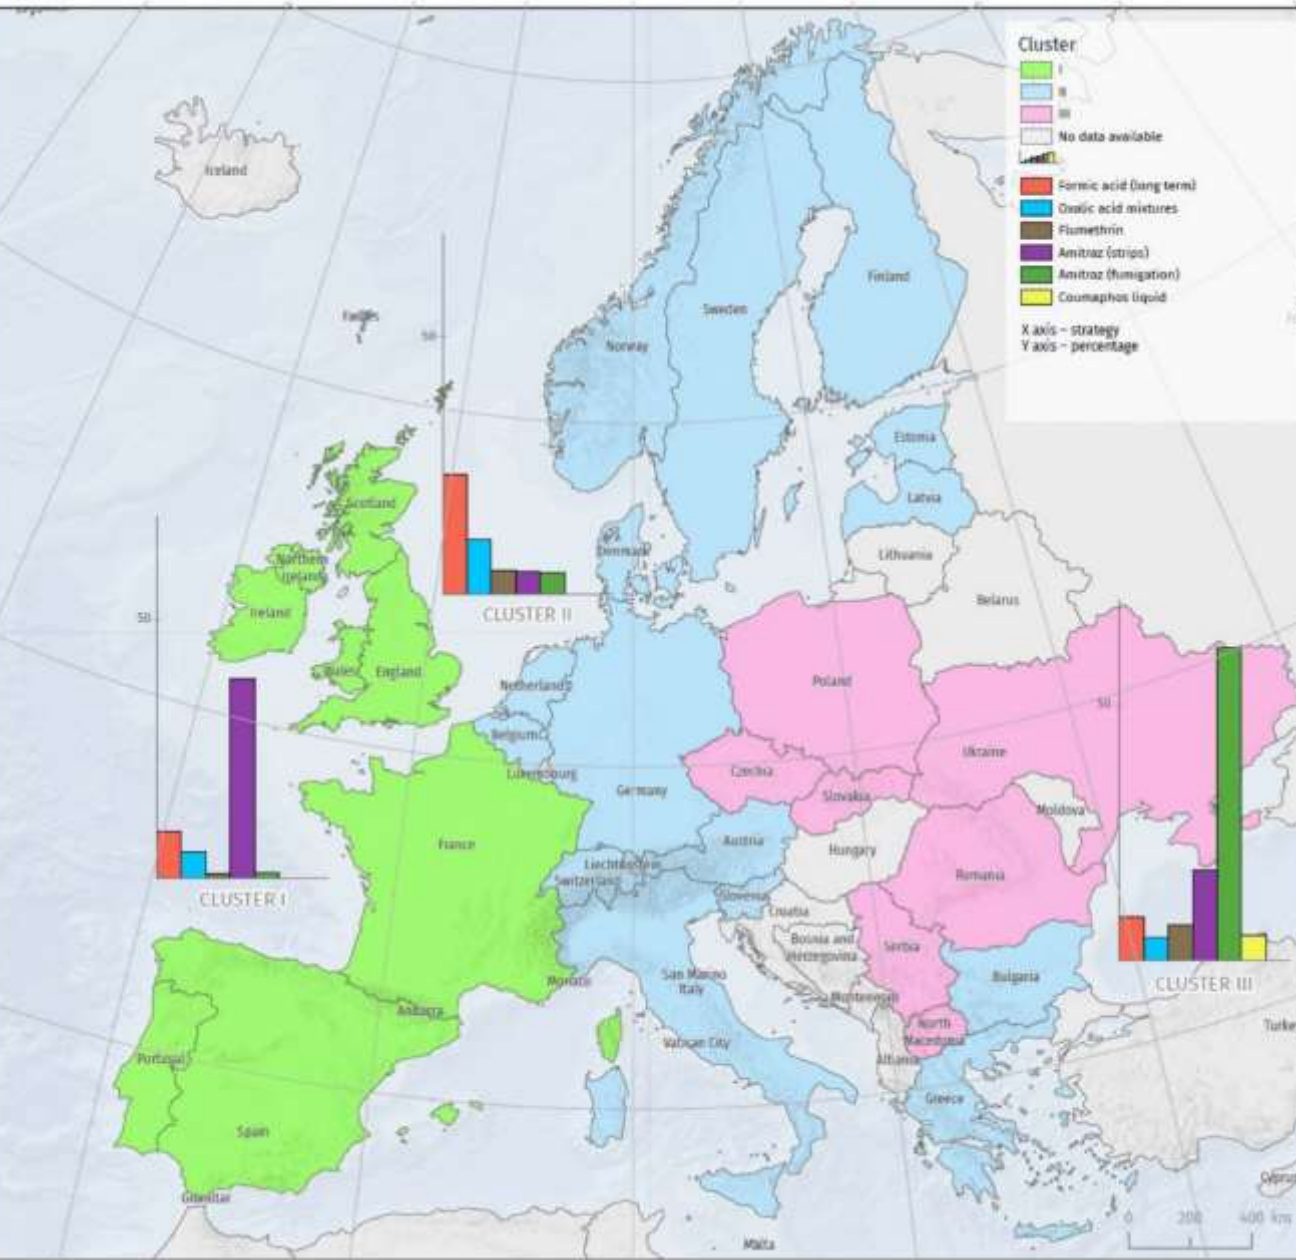 Cluster
I
II
III
No data available
Formic acid (long term)
Oxalic acid mixtures
Flumethrin
Amitraz (strips)
Amitraz (fumigation)
Coumaphos liquid
X axis – strategy
Y axis – percentage
Iceland
Faroes
Finland
Sweden
Norway
50
Estonia
Latvia
Scotland
Denmark
Lithuania
Northern
Ireland
Belarus
Ireland
CLUSTER II
50
Wales
England
Netherlands
Poland
50
Belgium
Ukraine
Luxembourg
Czechia
Germany
Slovakia
Moldova
France
Austria
Hungary
Liechtenstein
Switzerland
Romania
CLUSTER I
Slovenia
Croatia
Bosnia and
Herzegovina
Serbia
San Marino
Italy
Monaco
Bulgaria
CLUSTER III
Montenegro
Andorra
North
Macedonia
Turke
Vatican City
Albania
Portugal
Greece
Spain
Gibraltar
Cyprus
0 200 400 km
Malta